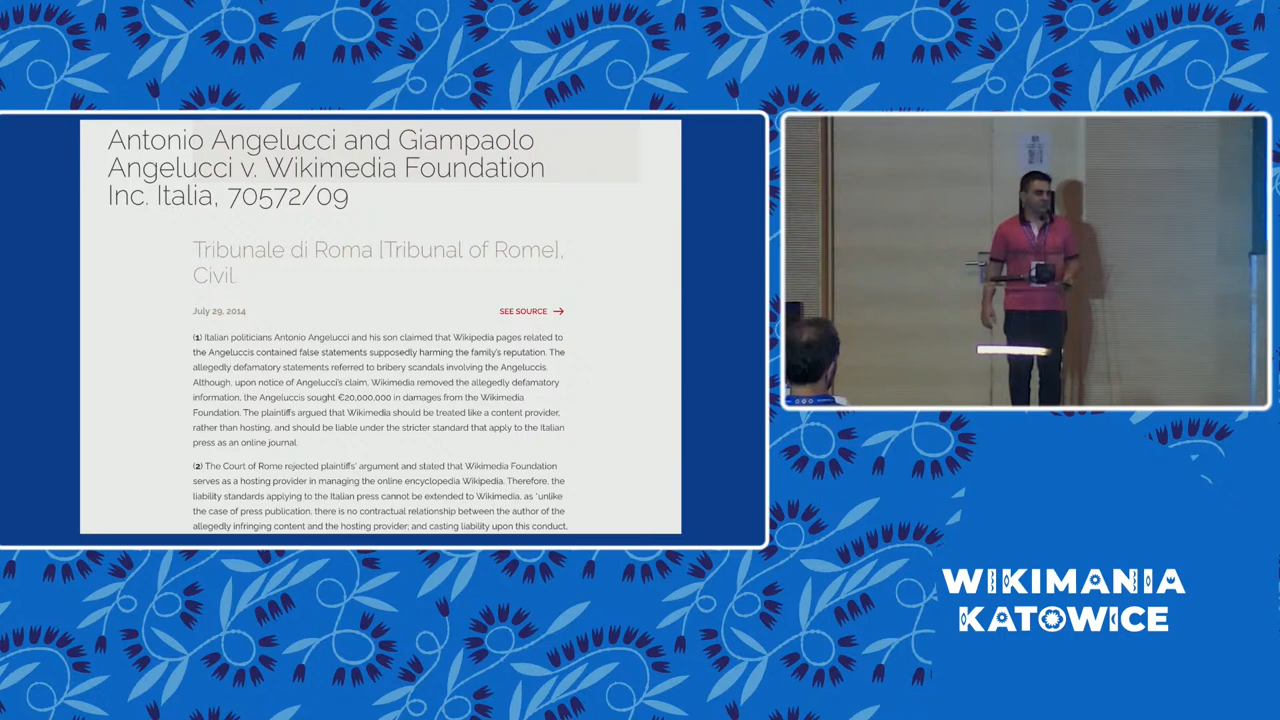 Antonio Angelucci and Giampaolo
Angelucci v. Wikimedia Foundation
Inc. Italia, 70572/09
Tribunale di Roma [Tribunal of Rome],
Civil.
July 29, 2014
SEE SOURCE →
(1) Italian politicians Antonio Angelucci and his son claimed that Wikipedia pages related to
the Angeluccis contained false statements supposedly harming the family's reputation. The
allegedly defamatory statements referred to bribery scandals involving the Angeluccis.
Although, upon notice of Angelucci's claim, Wikimedia removed the allegedly defamatory
information, the Angeluccis sought €20,000,000 in damages from the Wikimedia
Foundation. The plaintiffs argued that Wikimedia should be treated like a content provider,
rather than hosting, and should be liable under the stricter standard that apply to the Italian
press as an online journal.
(2) The Court of Rome rejected plaintiffs' argument and stated that Wikimedia Foundation
serves as a hosting provider in managing the online encyclopedia Wikipedia. Therefore, the
liability standards applying to the Italian press cannot be extended to Wikimedia, as "unlike
the case of press publication, there is no contractual relationship between the author of the
allegedly infringing content and the hosting provider; and casting liability upon this conduct,
WIKIMANIA
KATOWICE